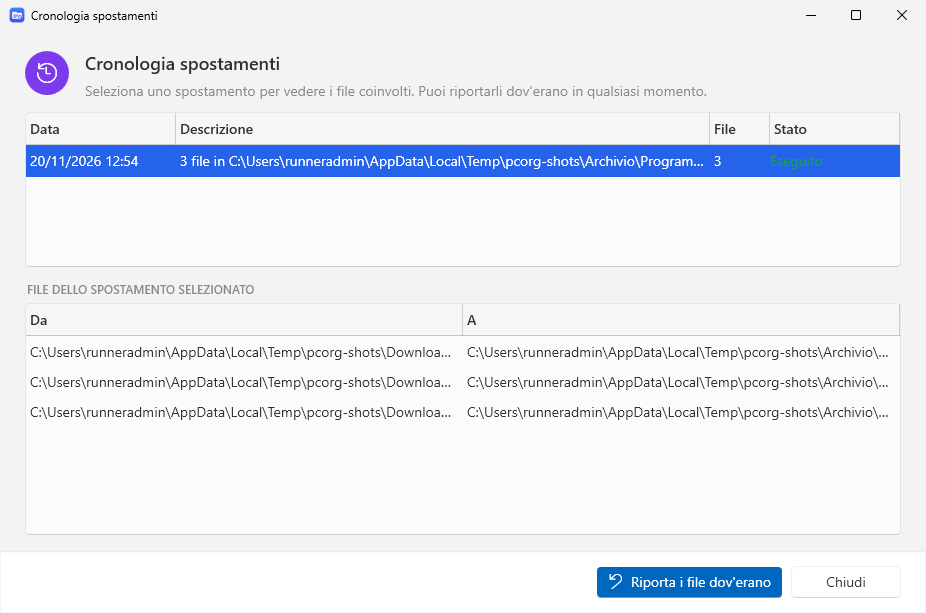 Cronologia spostamenti
Cronologia spostamenti
Seleziona uno spostamento per vedere i file coinvolti. Puoi riportarli dov'erano in qualsiasi momento.
Data Descrizione File Stato
20/11/2026 12:54 3 file in C:\Users\runneradmin\AppData\Local\Temp\pcorg-shots\Archivio\Program... 3 Eseguito
FILE DELLO SPOSTAMENTO SELEZIONATO
Da A
C:\Users\runneradmin\AppData\Local\Temp\pcorg-shots\Downloa... C:\Users\runneradmin\AppData\Local\Temp\pcorg-shots\Archivio\...
C:\Users\runneradmin\AppData\Local\Temp\pcorg-shots\Downloa... C:\Users\runneradmin\AppData\Local\Temp\pcorg-shots\Archivio\...
C:\Users\runneradmin\AppData\Local\Temp\pcorg-shots\Downloa... C:\Users\runneradmin\AppData\Local\Temp\pcorg-shots\Archivio\...
Riporta i file dov'erano Chiudi